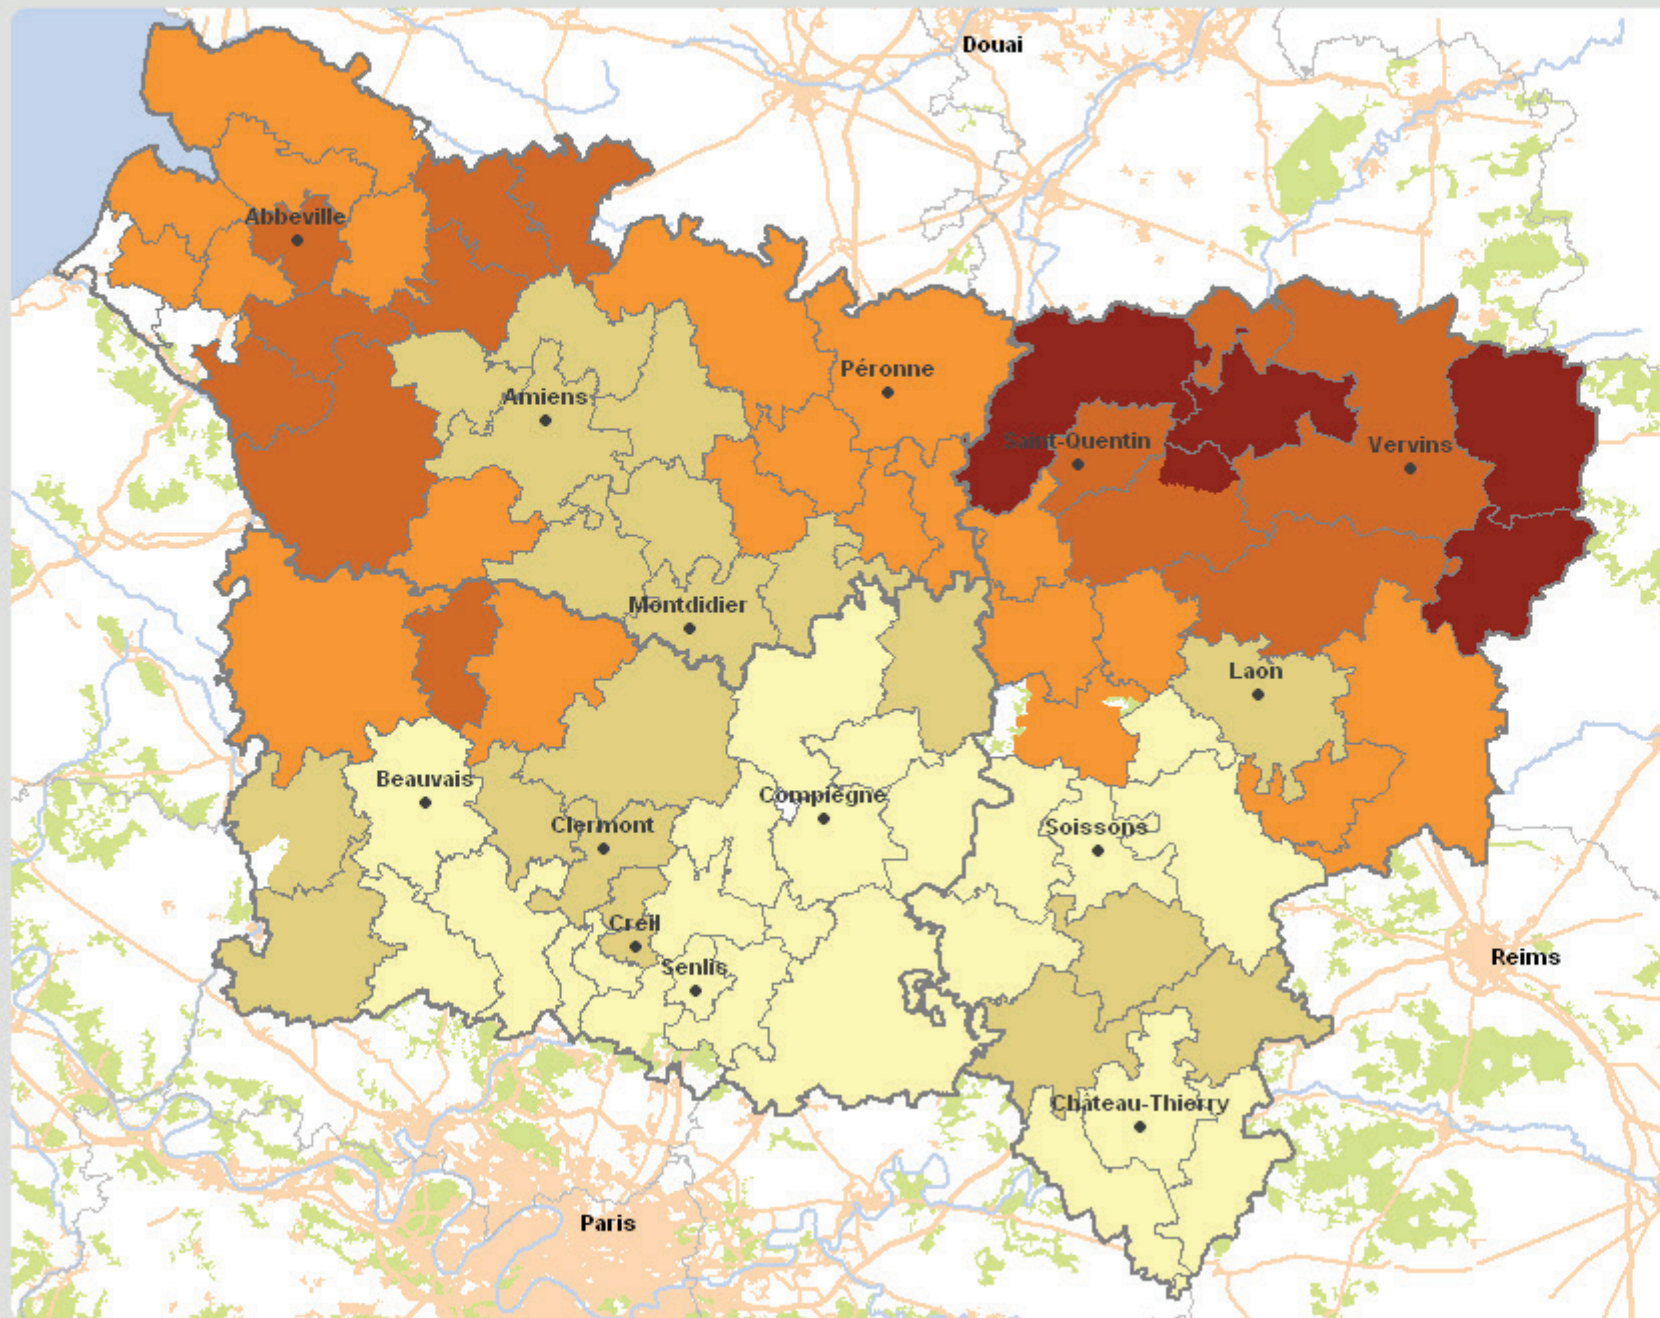 Douai
Abbeville
Péronne
Amiens
Saint-Quentin
Vervins
Montdidier
Laon
Beauvais
Compiègne
Clermont
Soissons
Creil
Senlis
Reims
Château-Thierry
Paris